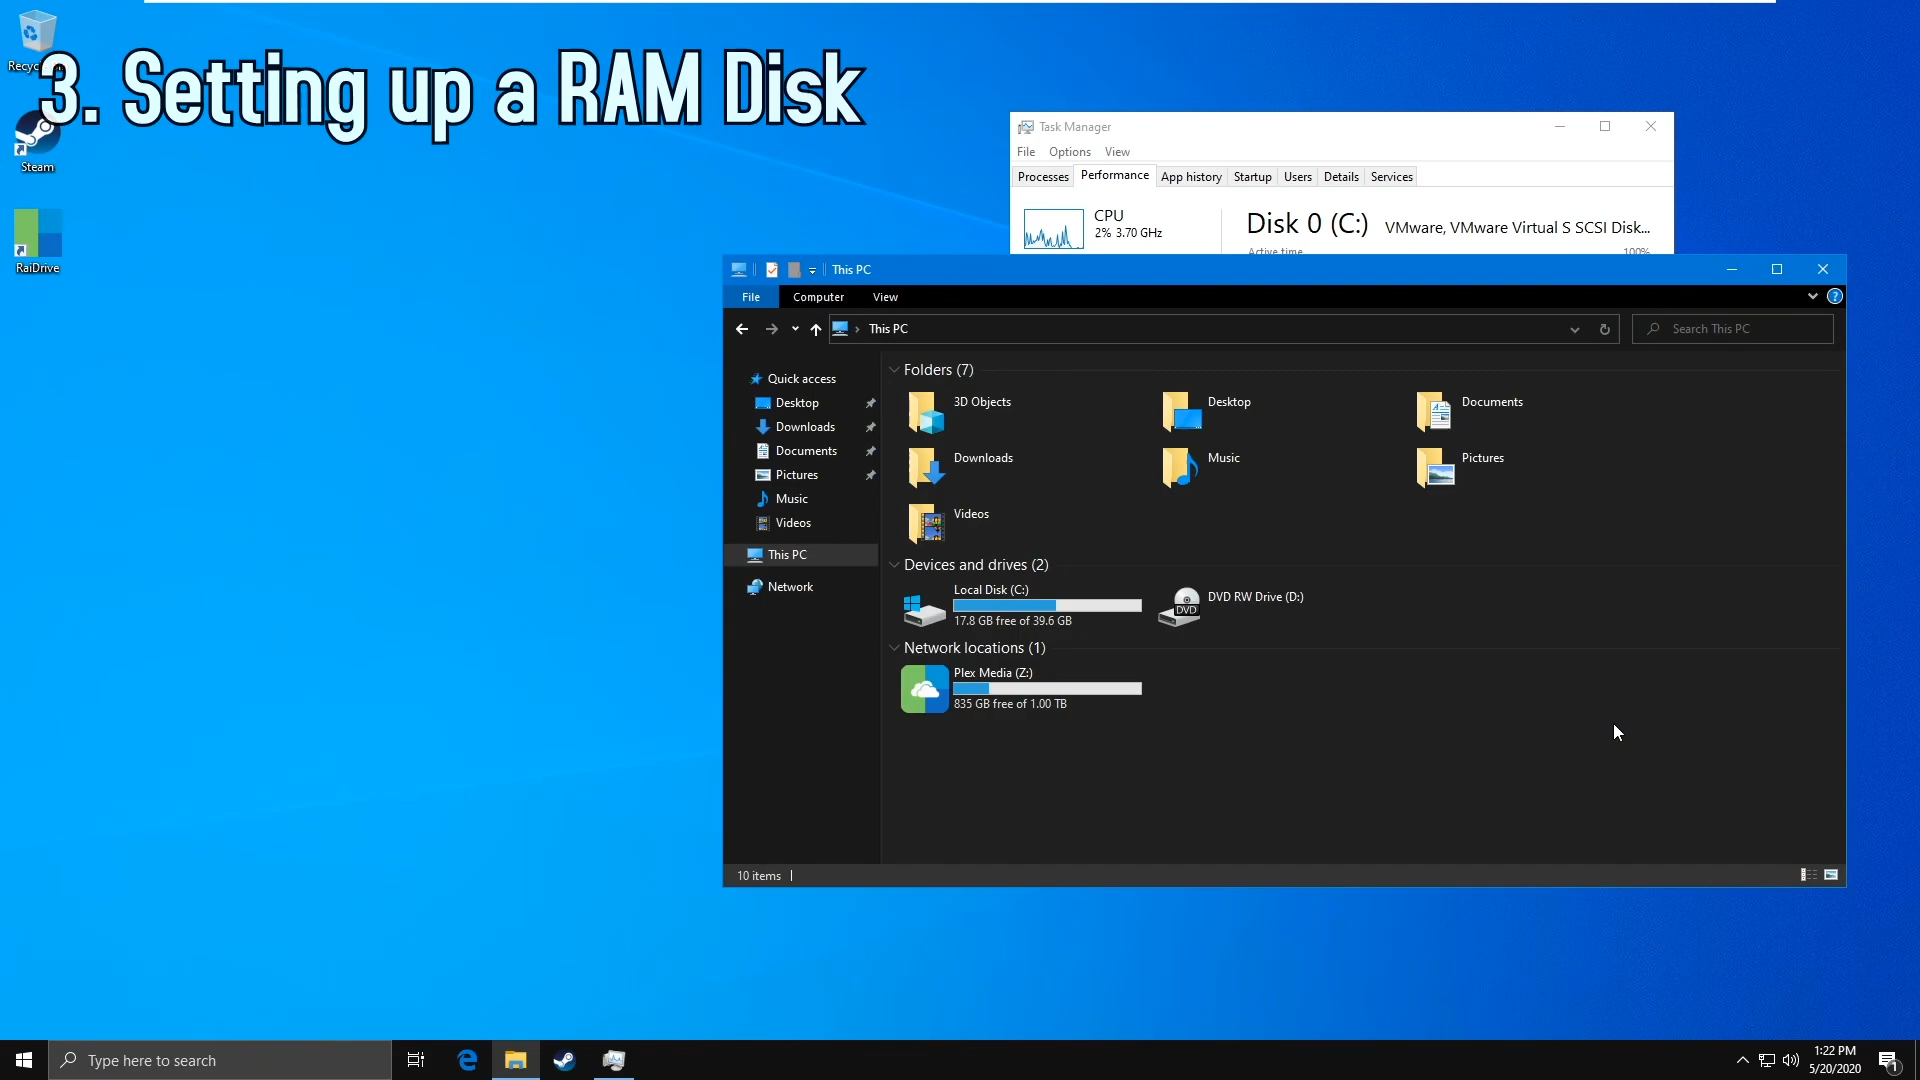 3. Setting up a RAM Disk
Steam
RaiDrive
Task Manager
File Options View
Processes Performance App history Startup Users Details Services
CPU
2% 3.70 GHz
Disk 0 (C:) VMware, VMware Virtual S SCSI Disk...
Active time 100%
This PC
File Computer View
This PC
Search This PC
Quick access
Desktop
Downloads
Documents
Pictures
Music
Videos
This PC
Network
Folders (7)
3D Objects
Desktop
Documents
Downloads
Music
Pictures
Videos
Devices and drives (2)
Local Disk (C:)
17.8 GB free of 39.6 GB
DVD
DVD RW Drive (D:)
Network locations (1)
Plex Media (Z:)
835 GB free of 1.00 TB
10 items
Type here to search
1:22 PM
5/20/2020
1